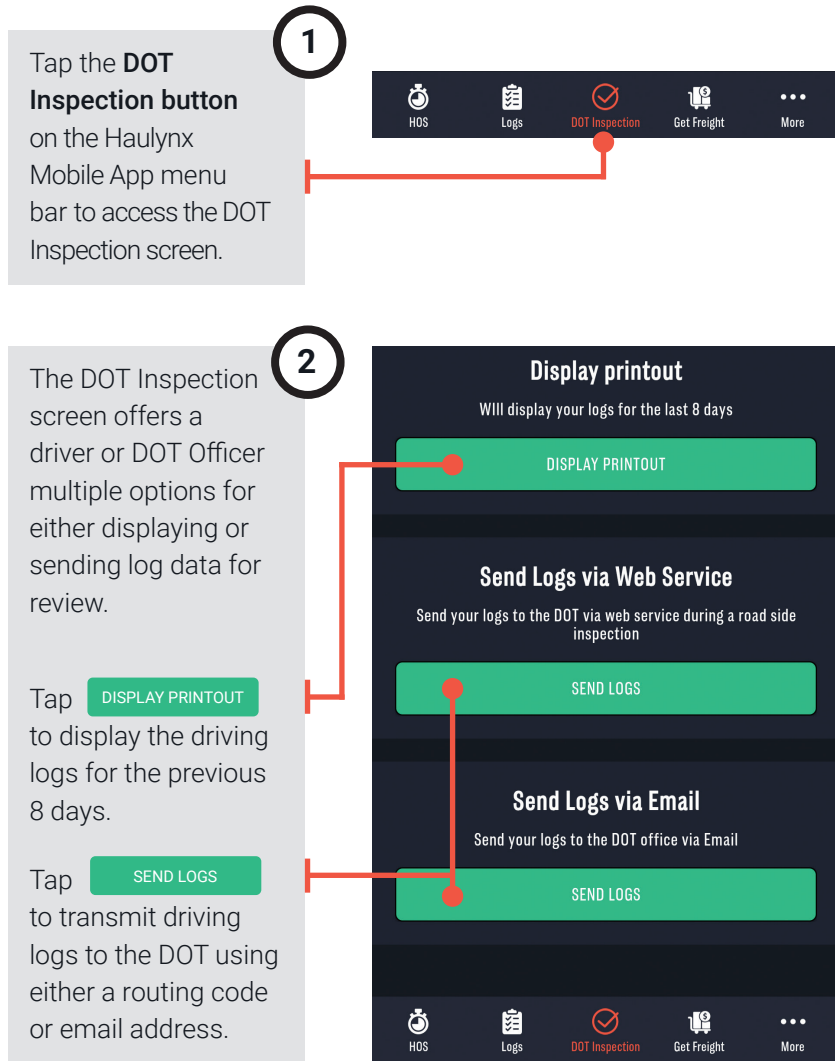 1
Tap the DOT
Inspection button
on the Haulynx
Mobile App menu
bar to access the DOT
Inspection screen.
HOS Logs DOT Inspection Get Freight More
2
The DOT Inspection
screen offers a
driver or DOT Officer
multiple options for
either displaying or
sending log data for
review.
Tap DISPLAY PRINTOUT
to display the driving
logs for the previous
8 days.
Tap SEND LOGS
to transmit driving
logs to the DOT using
either a routing code
or email address.
Display printout
WIll display your logs for the last 8 days
DISPLAY PRINTOUT
Send Logs via Web Service
Send your logs to the DOT via web service during a road side
inspection
SEND LOGS
Send Logs via Email
Send your logs to the DOT office via Email
SEND LOGS
HOS Logs DOT Inspection Get Freight More